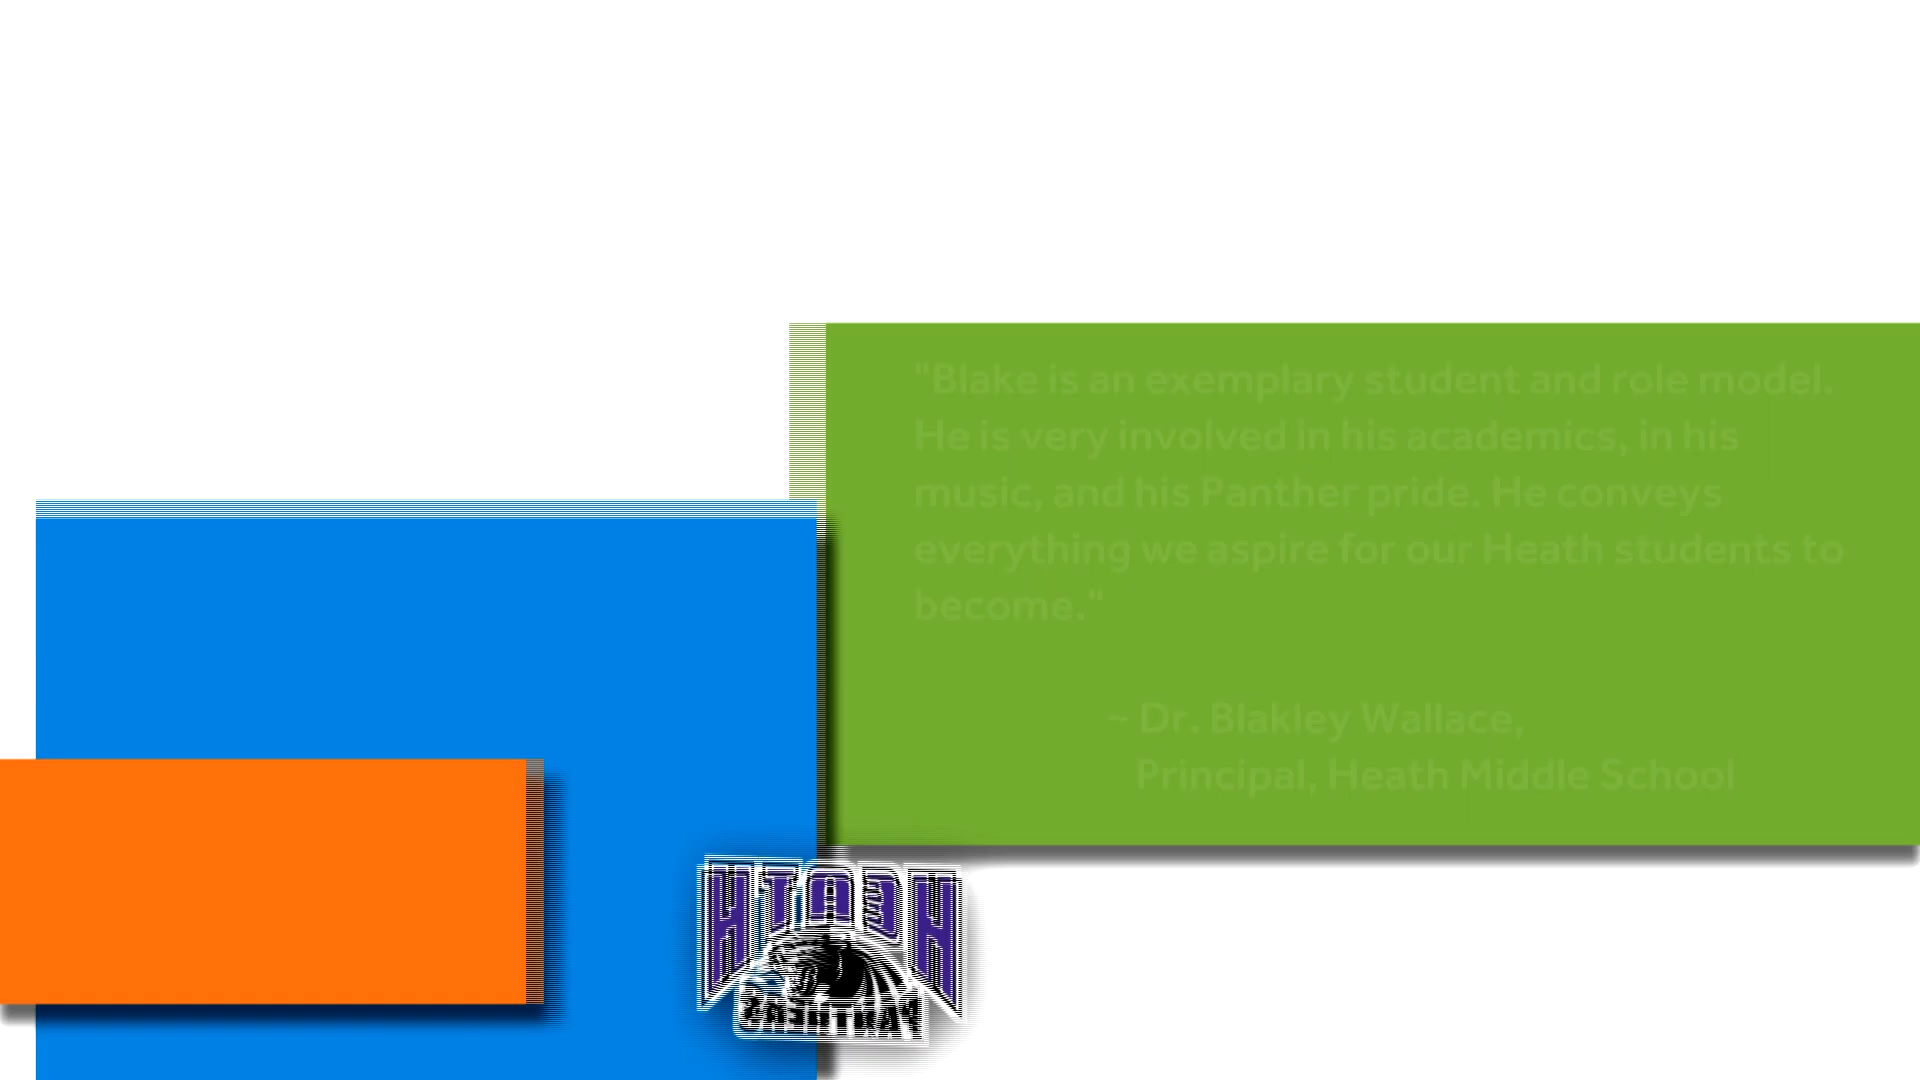 "Blake is an exemplary student and role model.
He is very involved in his academics, in his
music, and his Panther pride. He conveys
everything we aspire for our Heath students to
become."
~ Dr. Blakley Wallace,
Principal, Heath Middle School
HEATH
PANTHERS